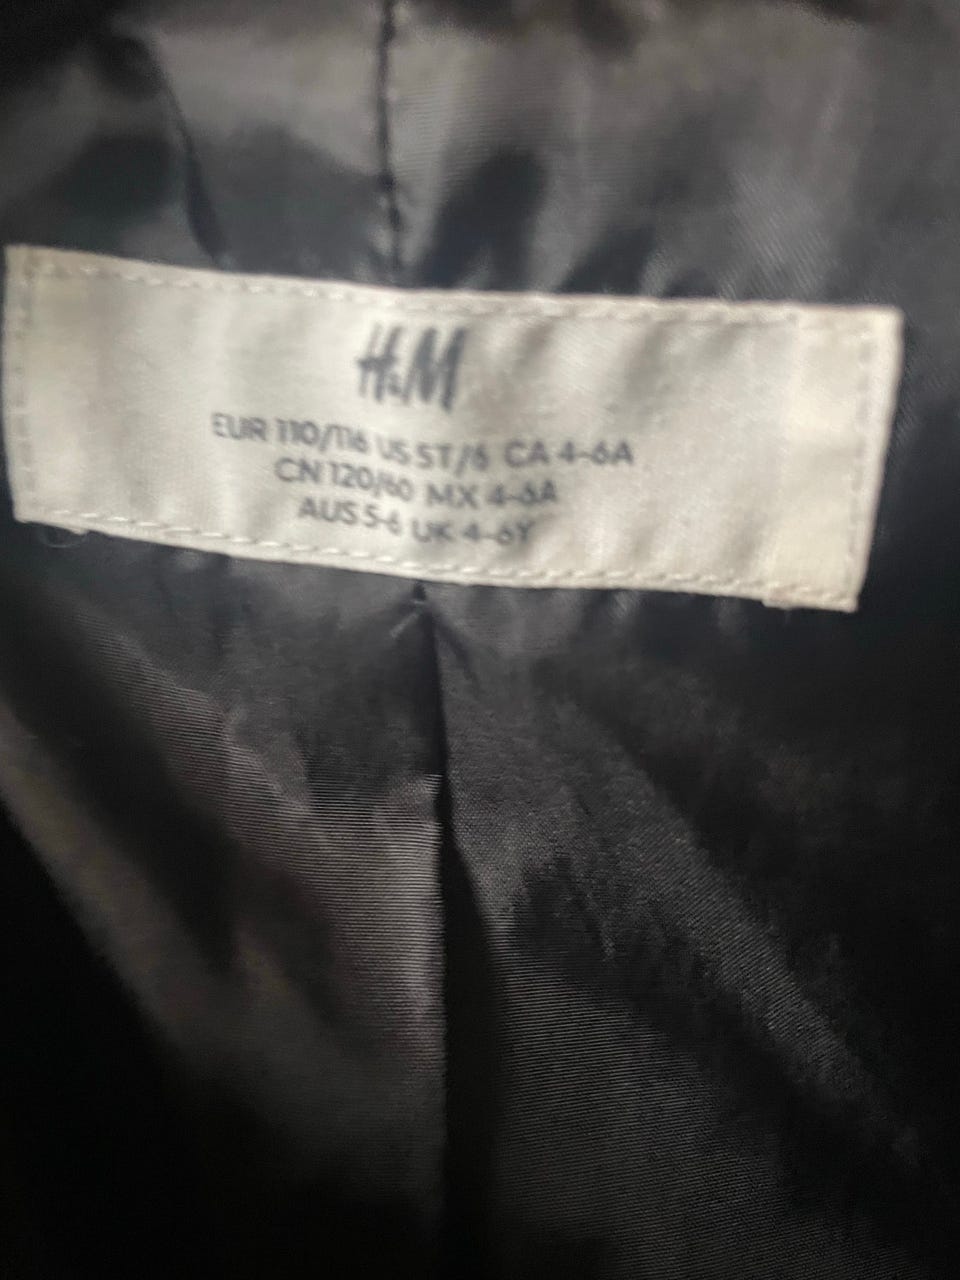 H&M
EUR 110/116 US 5T/6 CA 4-6A
CN 120/60 MX 4-6A
AUS 5-6 UK 4-6Y